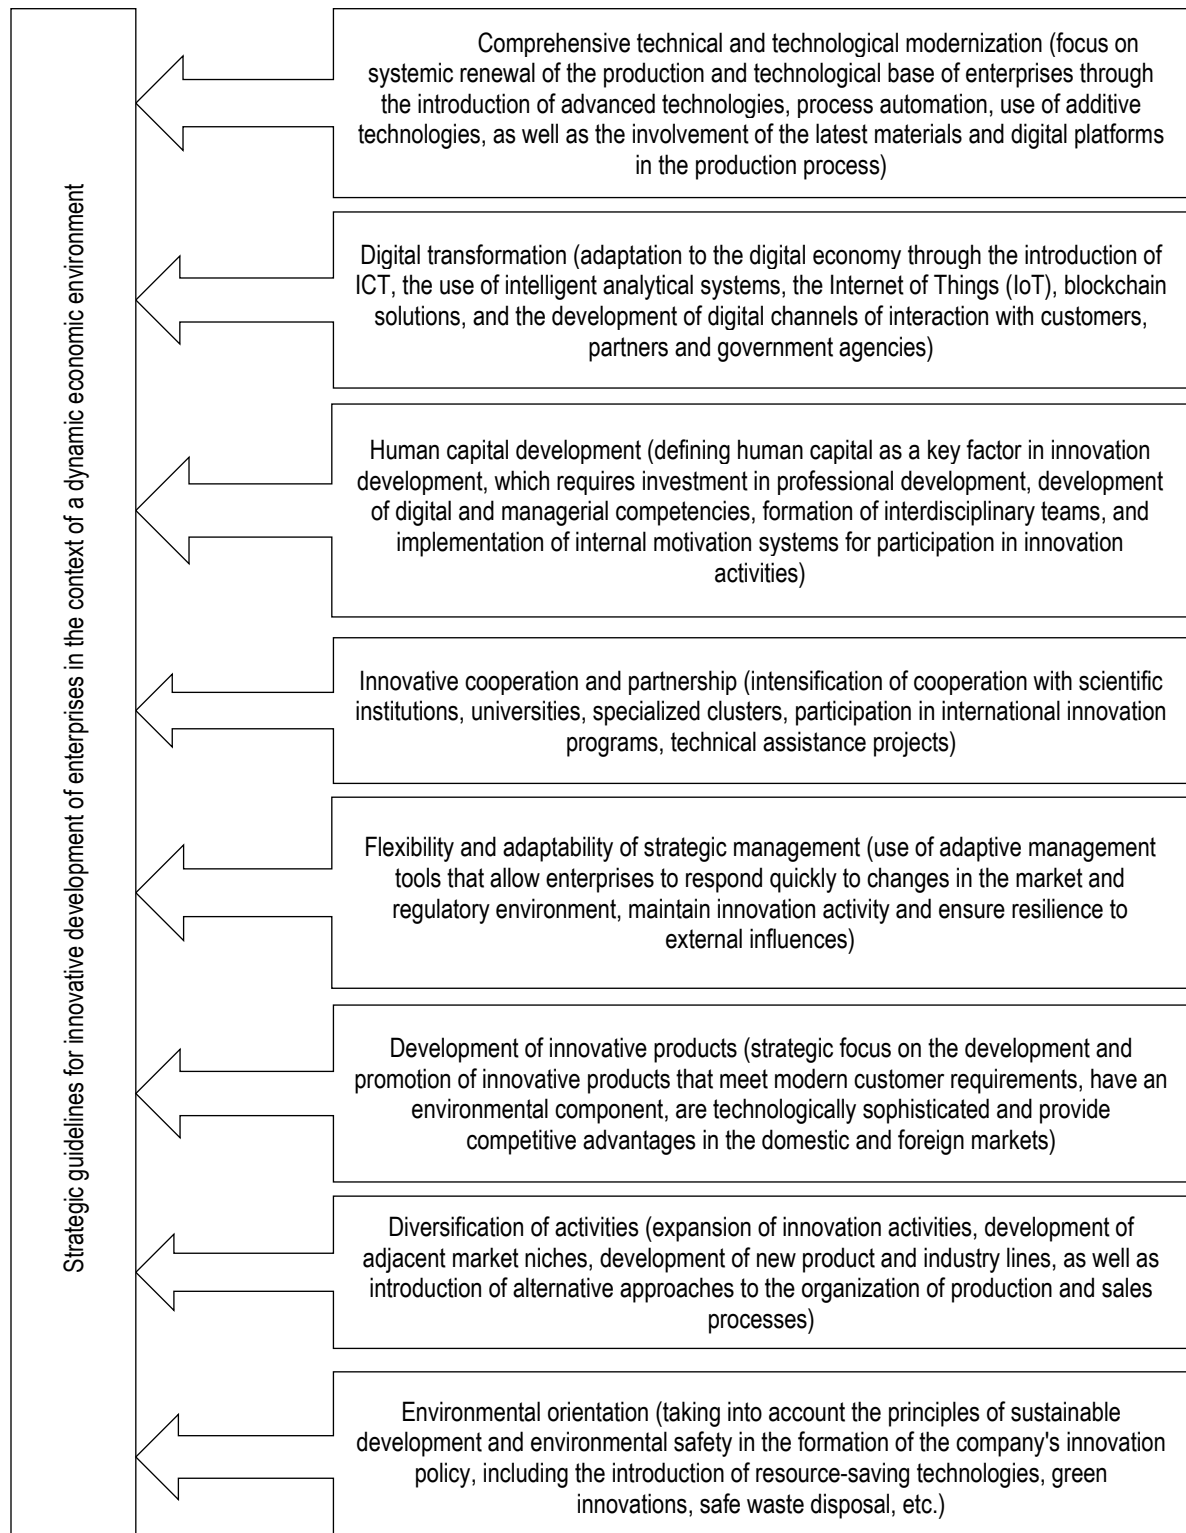 Strategic guidelines for innovative development of enterprises in the context of a dynamic economic environment
Comprehensive technical and technological modernization (focus on
systemic renewal of the production and technological base of enterprises through
the introduction of advanced technologies, process automation, use of additive
technologies, as well as the involvement of the latest materials and digital platforms
in the production process)
Digital transformation (adaptation to the digital economy through the introduction of
ICT, the use of intelligent analytical systems, the Internet of Things (IoT), blockchain
solutions, and the development of digital channels of interaction with customers,
partners and government agencies)
Human capital development (defining human capital as a key factor in innovation
development, which requires investment in professional development, development
of digital and managerial competencies, formation of interdisciplinary teams, and
implementation of internal motivation systems for participation in innovation
activities)
Innovative cooperation and partnership (intensification of cooperation with scientific
institutions, universities, specialized clusters, participation in international innovation
programs, technical assistance projects)
Flexibility and adaptability of strategic management (use of adaptive management
tools that allow enterprises to respond quickly to changes in the market and
regulatory environment, maintain innovation activity and ensure resilience to
external influences)
Development of innovative products (strategic focus on the development and
promotion of innovative products that meet modern customer requirements, have an
environmental component, are technologically sophisticated and provide
competitive advantages in the domestic and foreign markets)
Diversification of activities (expansion of innovation activities, development of
adjacent market niches, development of new product and industry lines, as well as
introduction of alternative approaches to the organization of production and sales
processes)
Environmental orientation (taking into account the principles of sustainable
development and environmental safety in the formation of the company's innovation
policy, including the introduction of resource-saving technologies, green
innovations, safe waste disposal, etc.)